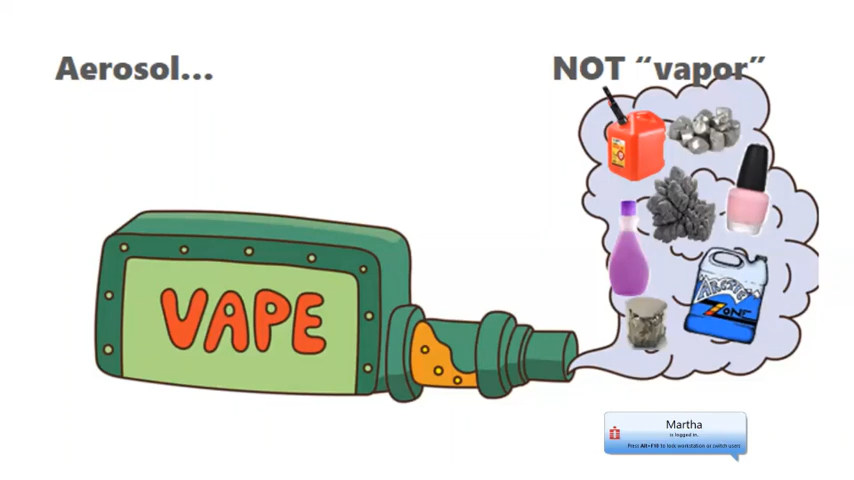 Aerosol...
NOT “vapor”
ARCTIC
ZONE
VAPE
Martha
is logged in.
Press Alt+F10 to lock workstation or switch users